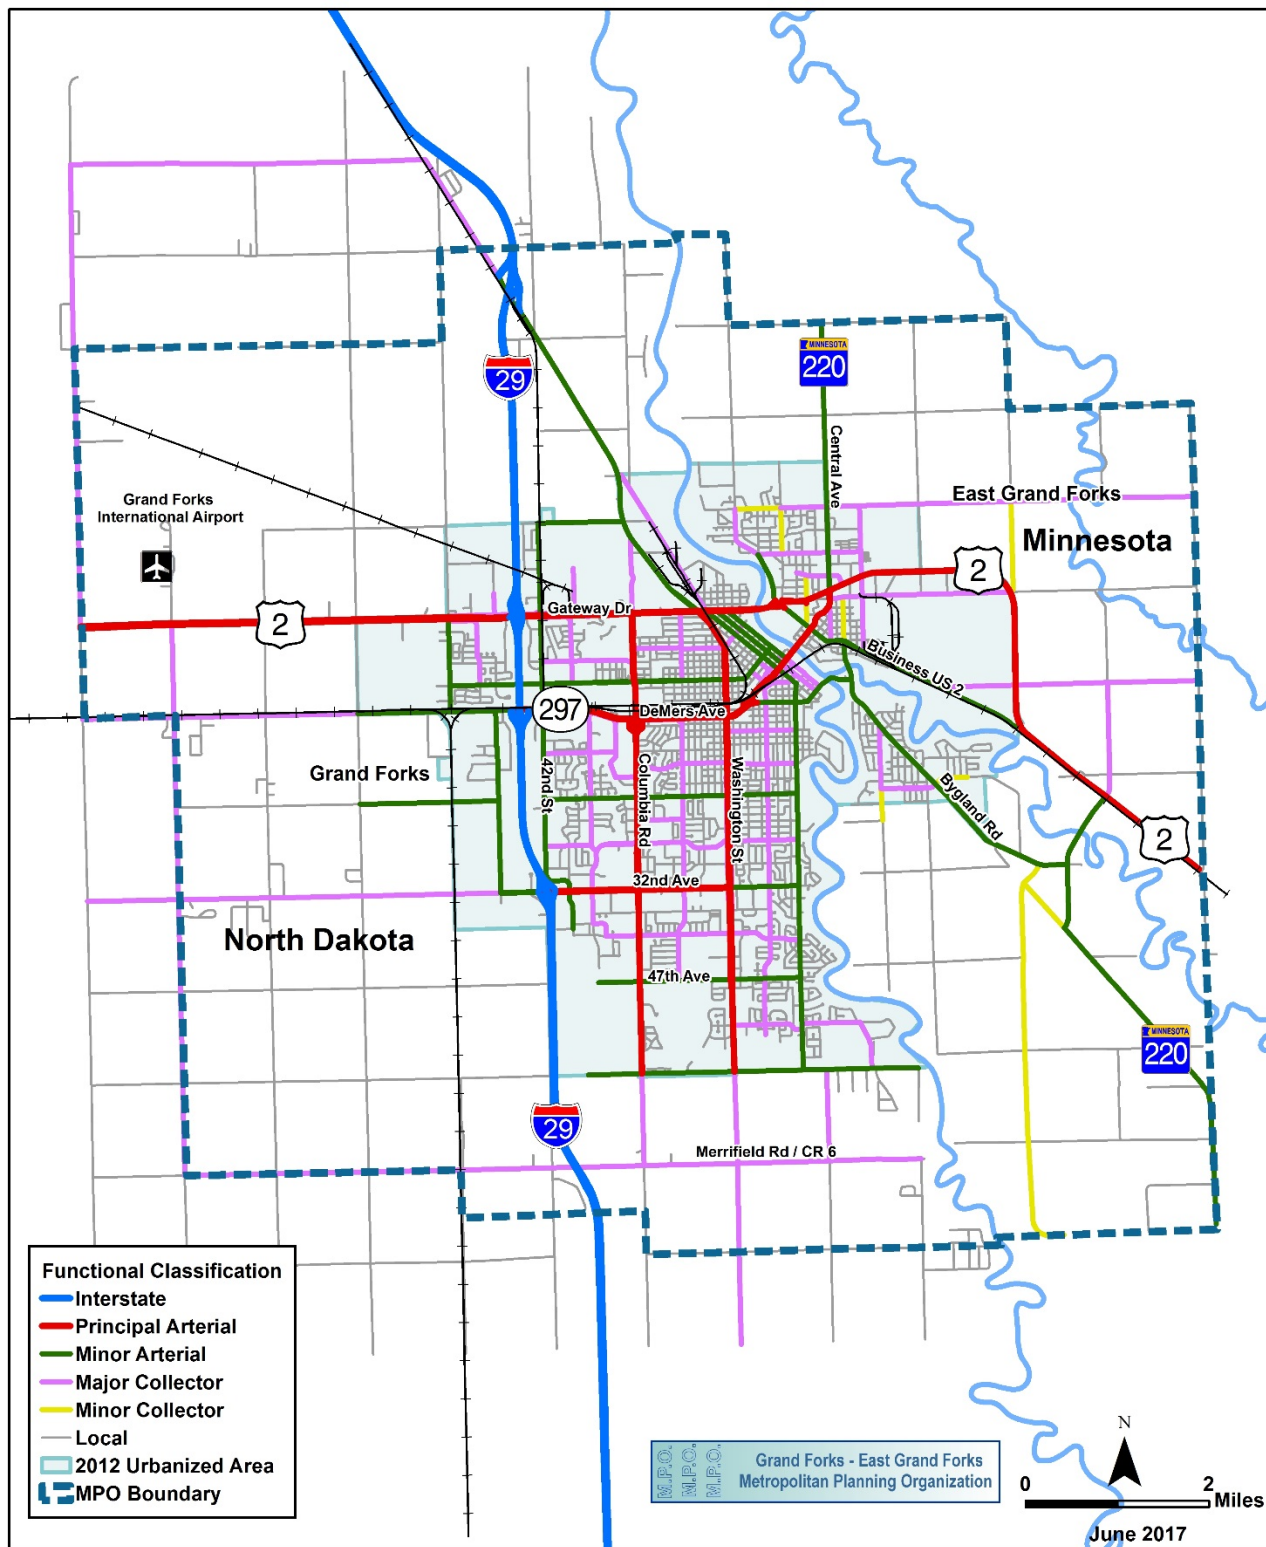 29
MINNESOTA
220
Central Ave
East Grand Forks
Minnesota
Grand Forks
International Airport
2
Gateway Dr
2
Business US 2
297
DeMers Ave
Grand Forks
42nd St
Columbia Rd
Washington St
Bygland Rd
2
32nd Ave
North Dakota
47th Ave
MINNESOTA
220
29
Merrifield Rd / CR 6
Functional Classification
Interstate
Principal Arterial
Minor Arterial
Major Collector
Minor Collector
Local
2012 Urbanized Area
MPO Boundary
M.P.O.
M.P.O.
M.P.O.
Grand Forks - East Grand Forks
Metropolitan Planning Organization
N
0 2
Miles
June 2017